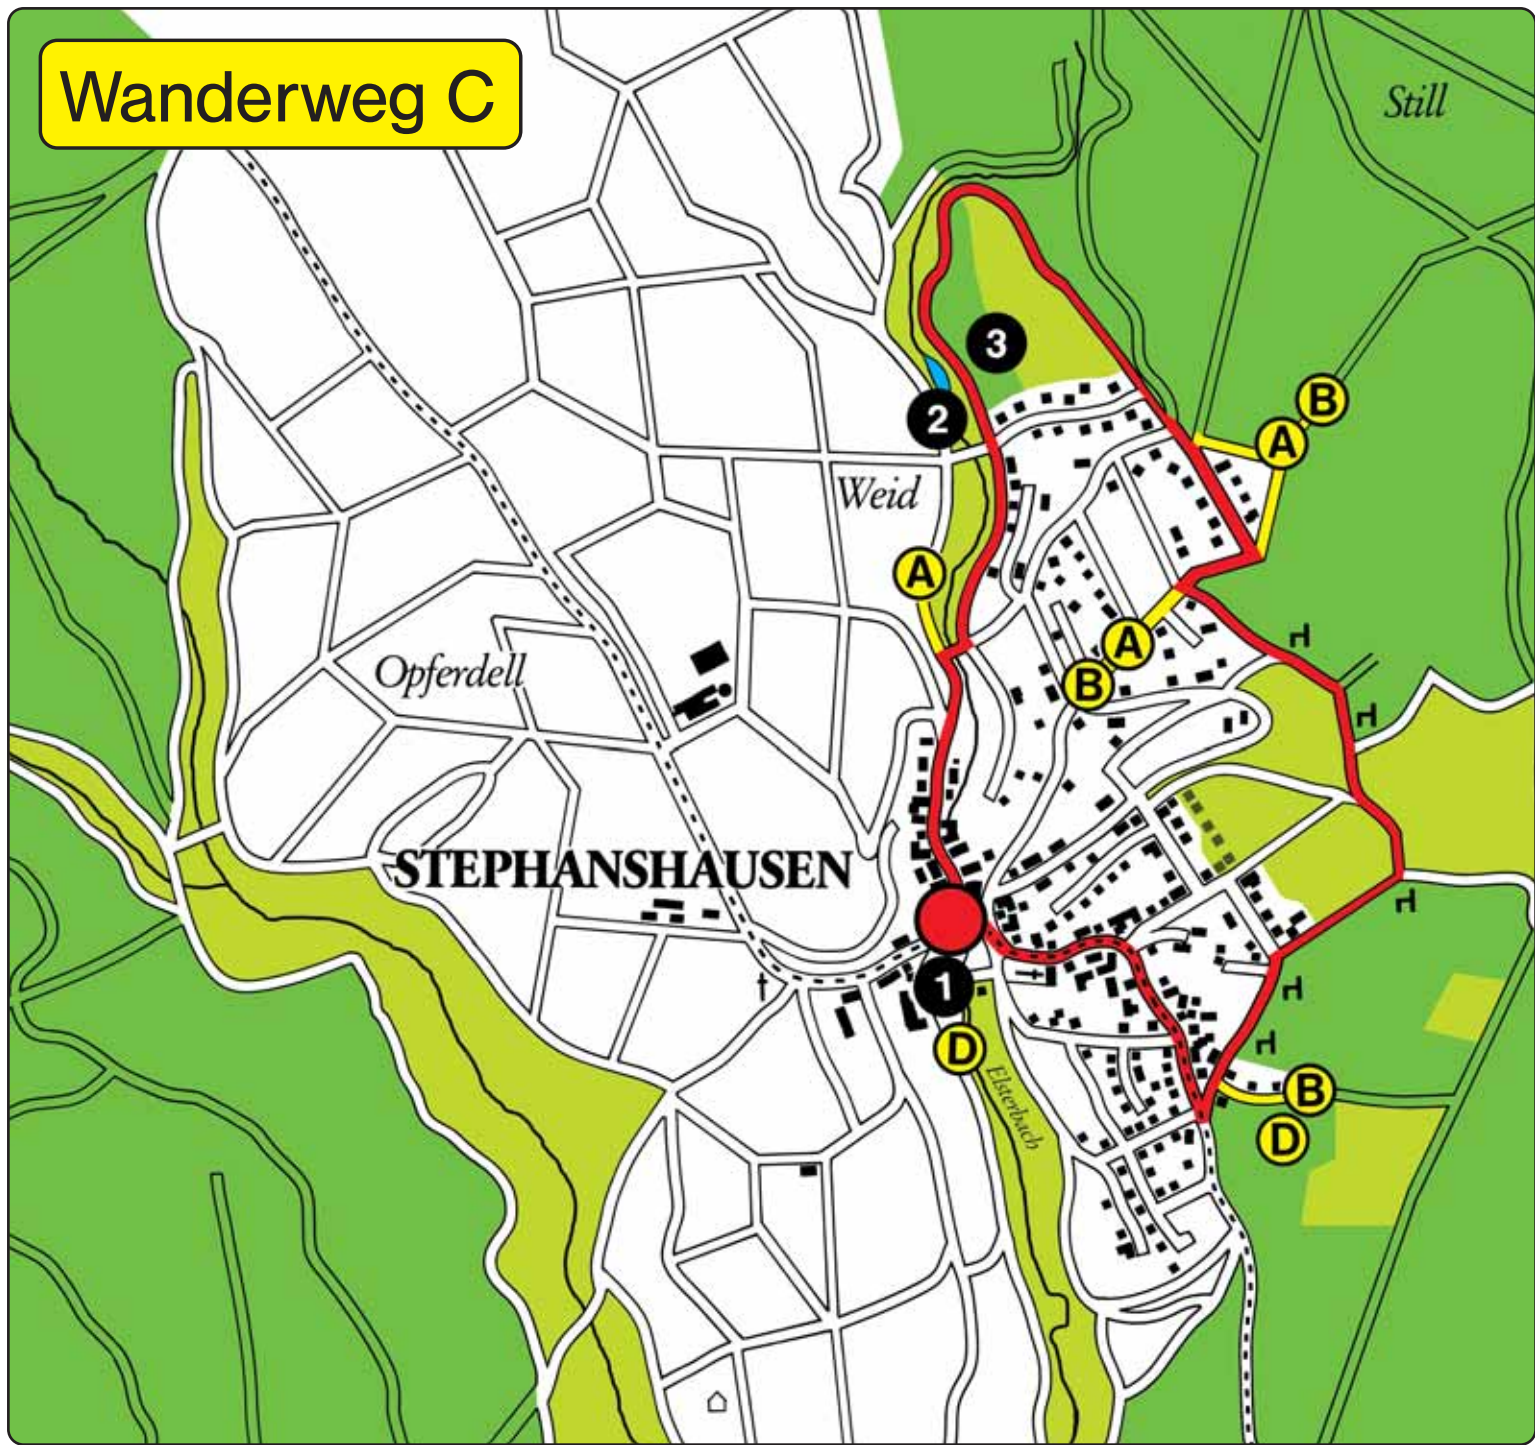 Wanderweg C
Still
3
B
A
2
Weid
A
A
B
Opferdell
STEPHANSHAUSEN
1
D
Elsterbach
B
D